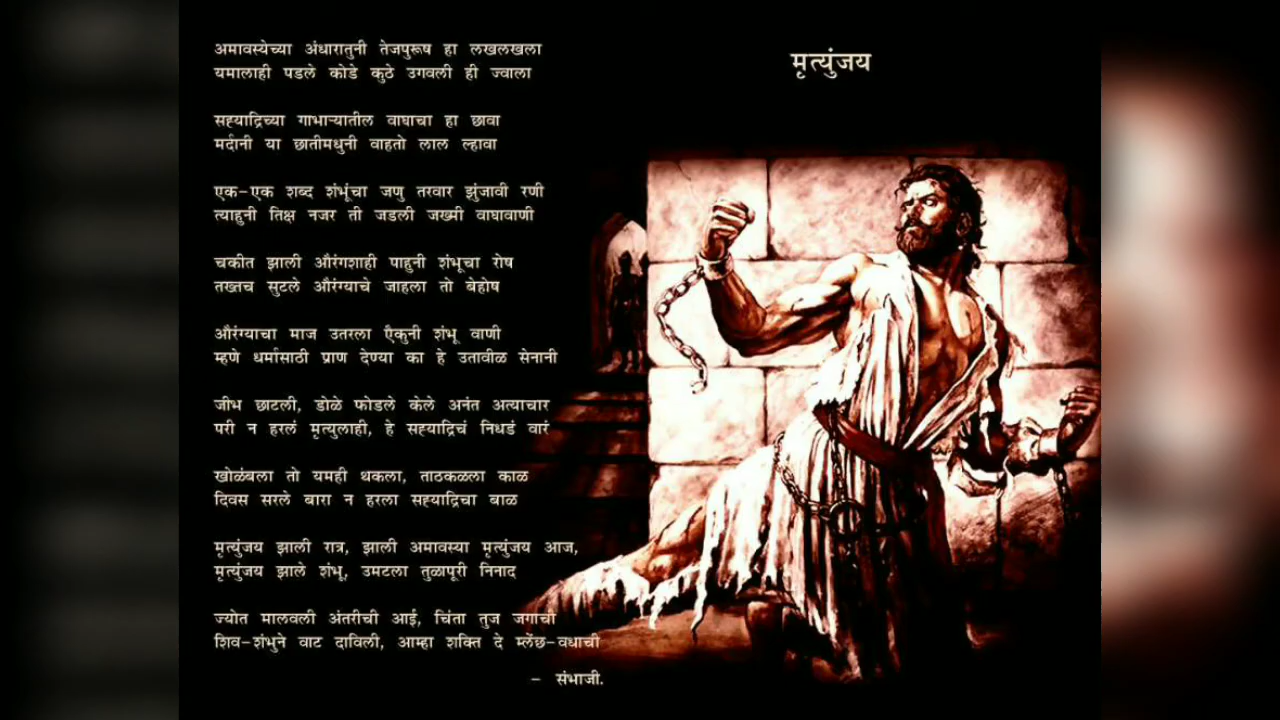 मृत्युंजय
अमावस्येच्या अंधारातुनी तेजपुरूष हा लखलखला
यमालाही पडले कोडे कुठे उगवली ही ज्वाला
सह्याद्रिच्या गाभाऱ्यातील वाघाचा हा छावा
मर्दानी या छातीमधुनी वाहतो लाल ल्हावा
एक-एक शब्द शंभूंचा जणु तरवार झुंजावी रणी
त्याहुनी तिक्ष नजर ती जडली जख्मी वाघावाणी
चकीत झाली औरंगशाही पाहुनी शंभूचा रोष
तख्तच सुटले औरंग्याचे जाहला तो बेहोष
औरंग्याचा माज उतरला एैकुनी शंभू वाणी
म्हणे धर्मासाठी प्राण देण्या का हे उतावीळ सेनानी
जीभ छाटली, डोळे फोडले केले अनंत अत्याचार
परी न हरलं मृत्युलाही, हे सह्याद्रिचं निधडं वारं
खोळंबला तो यमही थकला, ताठकळला काळ
दिवस सरले बारा न हरला सह्याद्रिचा बाळ
मृत्युंजय झाली रात्र, झाली अमावस्या मृत्युंजय आज,
मृत्युंजय झाले शंभू, उमटला तुळापूरी निनाद
ज्योत मालवली अंतरीची आई, चिंता तुज जगाची
शिव-शंभुने वाट दाविली, आम्हा शक्ति दे म्लेंछ-वधाची
- संभाजी.